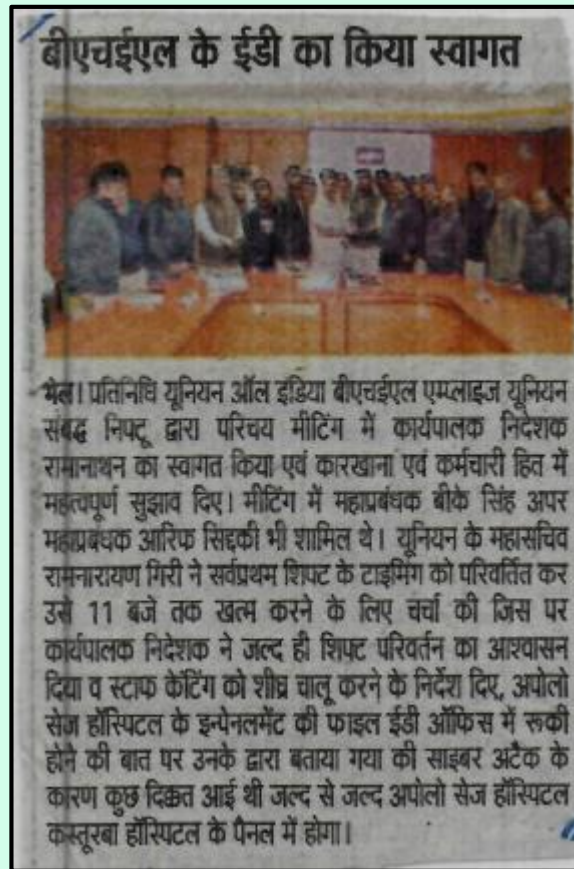 बीएचईएल के ईडी का किया स्वागत
भेल। प्रतिनिधि यूनियन ऑल इंडिया बीएचईएल एम्प्लाइज यूनियन
संबद्ध निफ्टू द्वारा परिचय मीटिंग में कार्यपालक निदेशक
रामानाथन का स्वागत किया एवं कारखाना एवं कर्मचारी हित में
महत्वपूर्ण सुझाव दिए। मीटिंग में महाप्रबंधक बीके सिंह अपर
महाप्रबधक आरिफ सिद्दकी भी शामिल थे। यूनियन के महासचिव
रामनारायण गिरी ने सर्वप्रथम शिफ्ट के टाइमिंग को परिवर्तित कर
उसे 11 बजे तक खत्म करने के लिए चर्चा की जिस पर
कार्यपालक निदेशक ने जल्द ही शिफ्ट परिवर्तन का आश्वासन
दिया व स्टाफ केंटिंग को शीघ्र चालू करने के निर्देश दिए, अपोलो
सेज हॉस्पिटल के इन्पेनलमेंट की फाइल ईडी ऑफिस में रूकी
होने की बात पर उनके द्वारा बताया गया की साइबर अटैक के
कारण कुछ दिक्कत आई थी जल्द से जल्द अपोलो सेज हॉस्पिटल
कस्तूरबा हॉस्पिटल के पैनल में होगा।